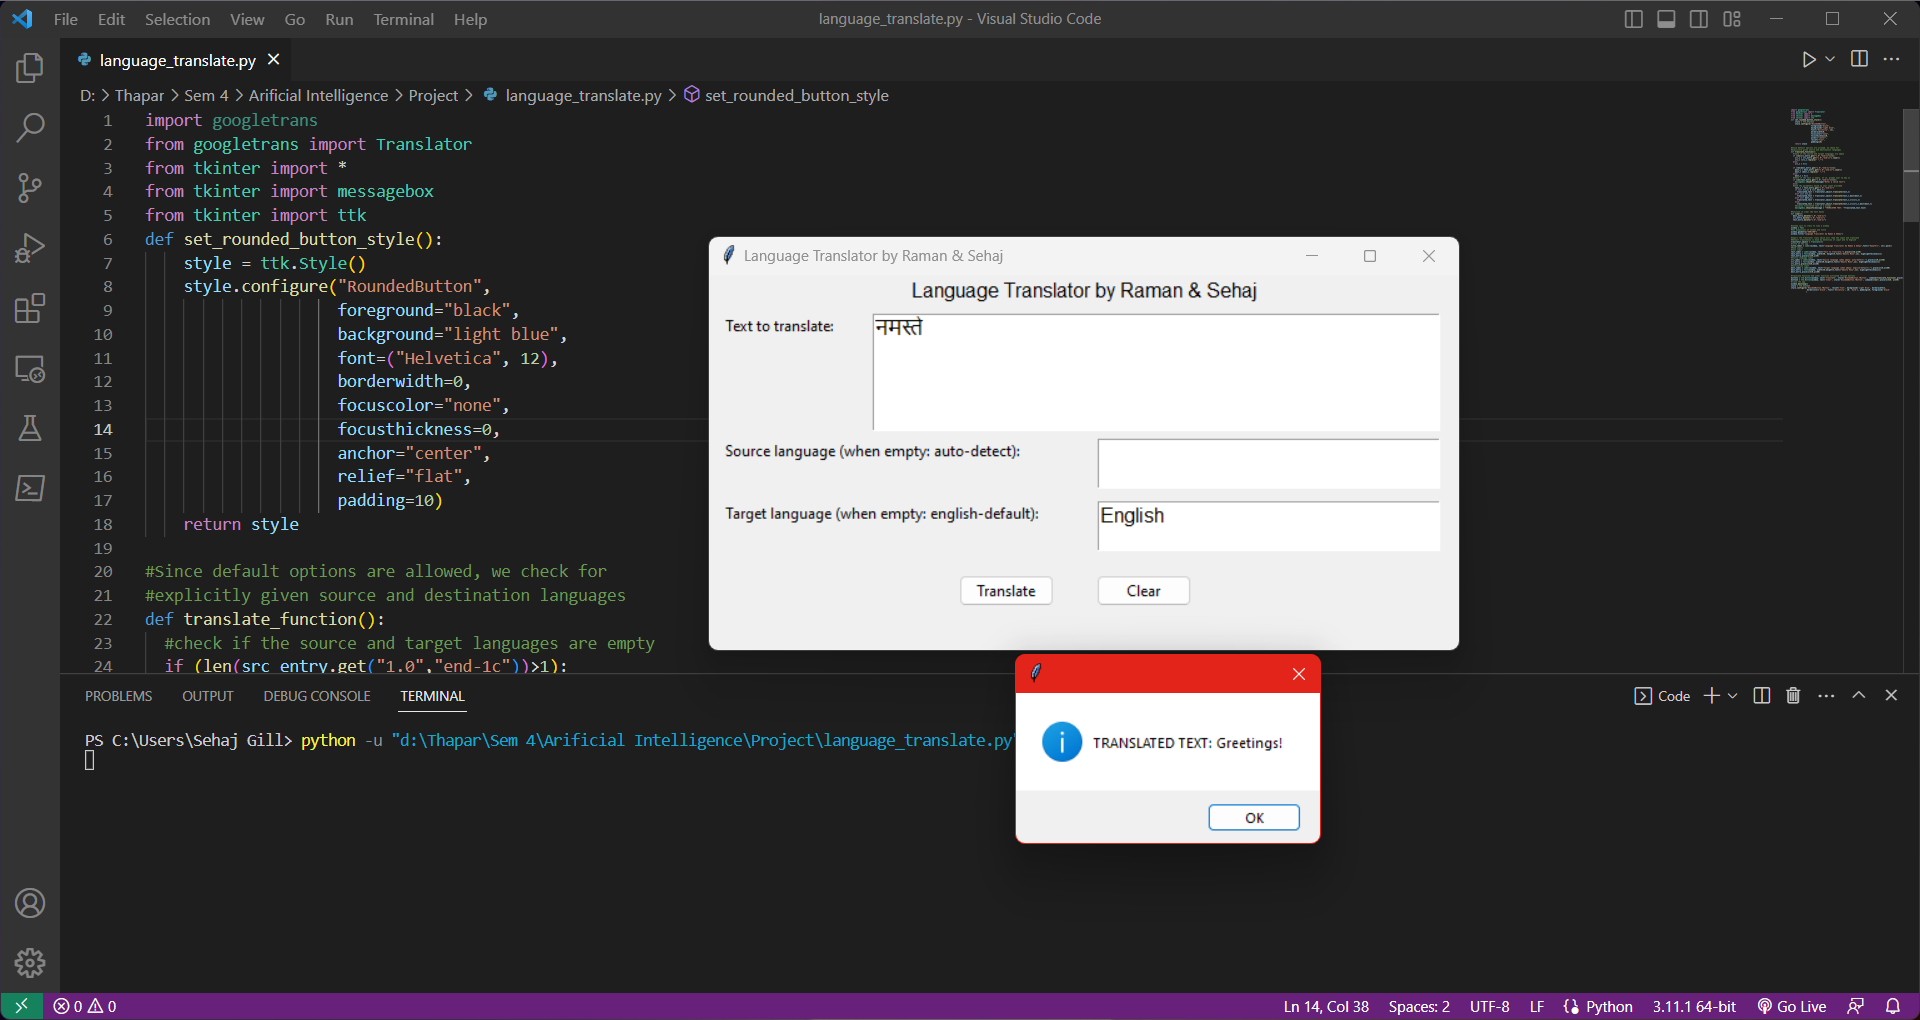 File Edit Selection View Go Run Terminal Help
language_translate.py - Visual Studio Code
language_translate.py
D: > Thapar > Sem 4 > Arificial Intelligence > Project > language_translate.py > set_rounded_button_style
1 import googletrans
2 from googletrans import Translator
3 from tkinter import *
4 from tkinter import messagebox
5 from tkinter import ttk
6 def set_rounded_button_style():
7 style = ttk.Style()
8 style.configure("RoundedButton",
9 foreground="black",
10 background="light blue",
11 font=("Helvetica", 12),
12 borderwidth=0,
13 focuscolor="none",
14 focusthickness=0,
15 anchor="center",
16 relief="flat",
17 padding=10)
18 return style
19
20 #Since default options are allowed, we check for
21 #explicitly given source and destination languages
22 def translate_function():
23 #check if the source and target languages are empty
24 if (len(src_entry.get("1.0","end-1c"))>1):
Language Translator by Raman & Sehaj
Language Translator by Raman & Sehaj
Text to translate:
नमस्ते
Source language (when empty: auto-detect):
Target language (when empty: english-default):
English
Translate Clear
TRANSLATED TEXT: Greetings!
OK
PROBLEMS OUTPUT DEBUG CONSOLE TERMINAL
Code
PS C:\Users\Sehaj Gill> python -u "d:\Thapar\Sem 4\Arificial Intelligence\Project\language_translate.py"
0 0
Ln 14, Col 38 Spaces: 2 UTF-8 LF Python 3.11.1 64-bit Go Live